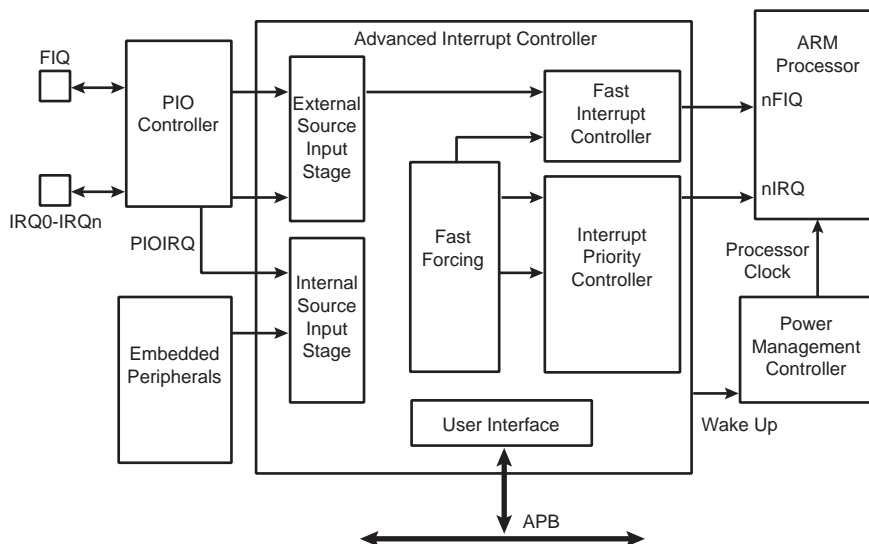 Advanced Interrupt Controller
FIQ
PIO
Controller
External
Source
Input
Stage
Fast
Interrupt
Controller
ARM
Processor
nFIQ
nIRQ
IRQ0-IRQn
PIOIRQ
Internal
Source
Input
Stage
Fast
Forcing
Interrupt
Priority
Controller
Processor
Clock
Embedded
Peripherals
Power
Management
Controller
User Interface
Wake Up
APB